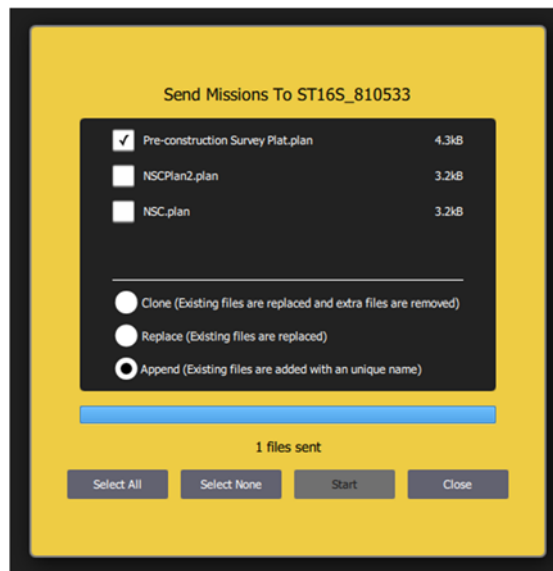 Send Missions To ST16S_810533
Pre-construction Survey Plat.plan 4.3kB
NSCPlan2.plan 3.2kB
NSC.plan 3.2kB
Clone (Existing files are replaced and extra files are removed)
Replace (Existing files are replaced)
Append (Existing files are added with an unique name)
1 files sent
Select All Select None Start Close